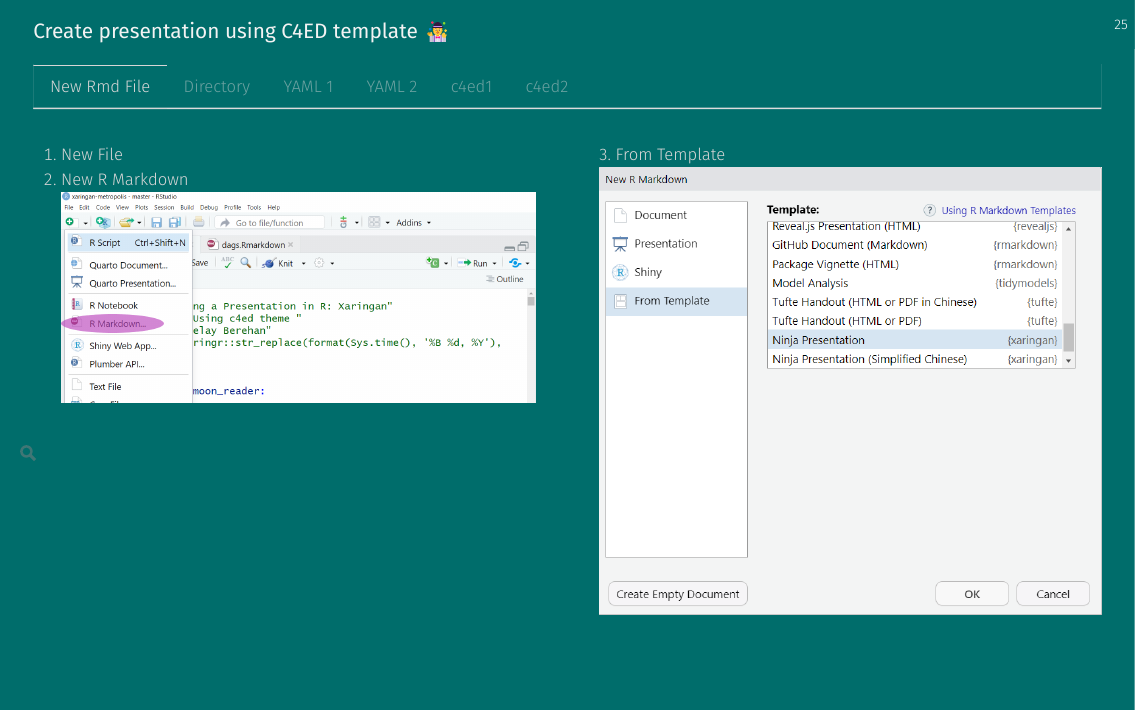 Create presentation using C4ED template
25
New Rmd File
Directory
YAML 1
YAML 2
c4ed1
c4ed2
1. New File
2. New R Markdown
xaringan-metropolis - master - RStudio
File Edit Code View Plots Session Build Debug Profile Tools Help
Go to file/function
Addins
R Script Ctrl+Shift+N
dags.Rmarkdown
Quarto Document...
Save
ABC
Knit
Run
Quarto Presentation...
Outline
R Notebook
ng a Presentation in R: Xaringan"
Using c4ed theme "
R Markdown...
elay Berehan"
ringr::str_replace(format(Sys.time(), '%B %d, %Y'),
Shiny Web App...
Plumber API...
Text File
moon_reader:
3. From Template
New R Markdown
Document
Presentation
Shiny
From Template
Template:
? Using R Markdown Templates
Reveal.js Presentation (HTML) {revealjs}
GitHub Document (Markdown) {rmarkdown}
Package Vignette (HTML) {rmarkdown}
Model Analysis {tidymodels}
Tufte Handout (HTML or PDF in Chinese) {tufte}
Tufte Handout (HTML or PDF) {tufte}
Ninja Presentation {xaringan}
Ninja Presentation (Simplified Chinese) {xaringan}
Create Empty Document
OK
Cancel